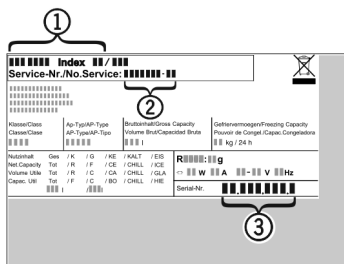 1
Index /
Service-Nr./No.Service: -
2
Klasse/Class
Classe/Clase
Ap-Typ/AP-Type
AP-Type/AP-Tipo
Bruttoinhalt/Gross Capacity
Volume Brut/Capacidad Bruta
l
Gefriervermoegen/Freezing Capacity
Pouvoir de Congel./Capac.Congeladora
kg / 24 h
Nutzinhalt Ges / K / G / KE / KALT / EIS
Net.Capacity Tot / R / F / CE / CHILL / ICE
Volume Utile Tot / R / C / CA / CHILL / GLA
Capac. Util Tot / F / C / BO / CHILL / HIE
l / l
R : g
W A - V Hz
Serial-Nr.
3